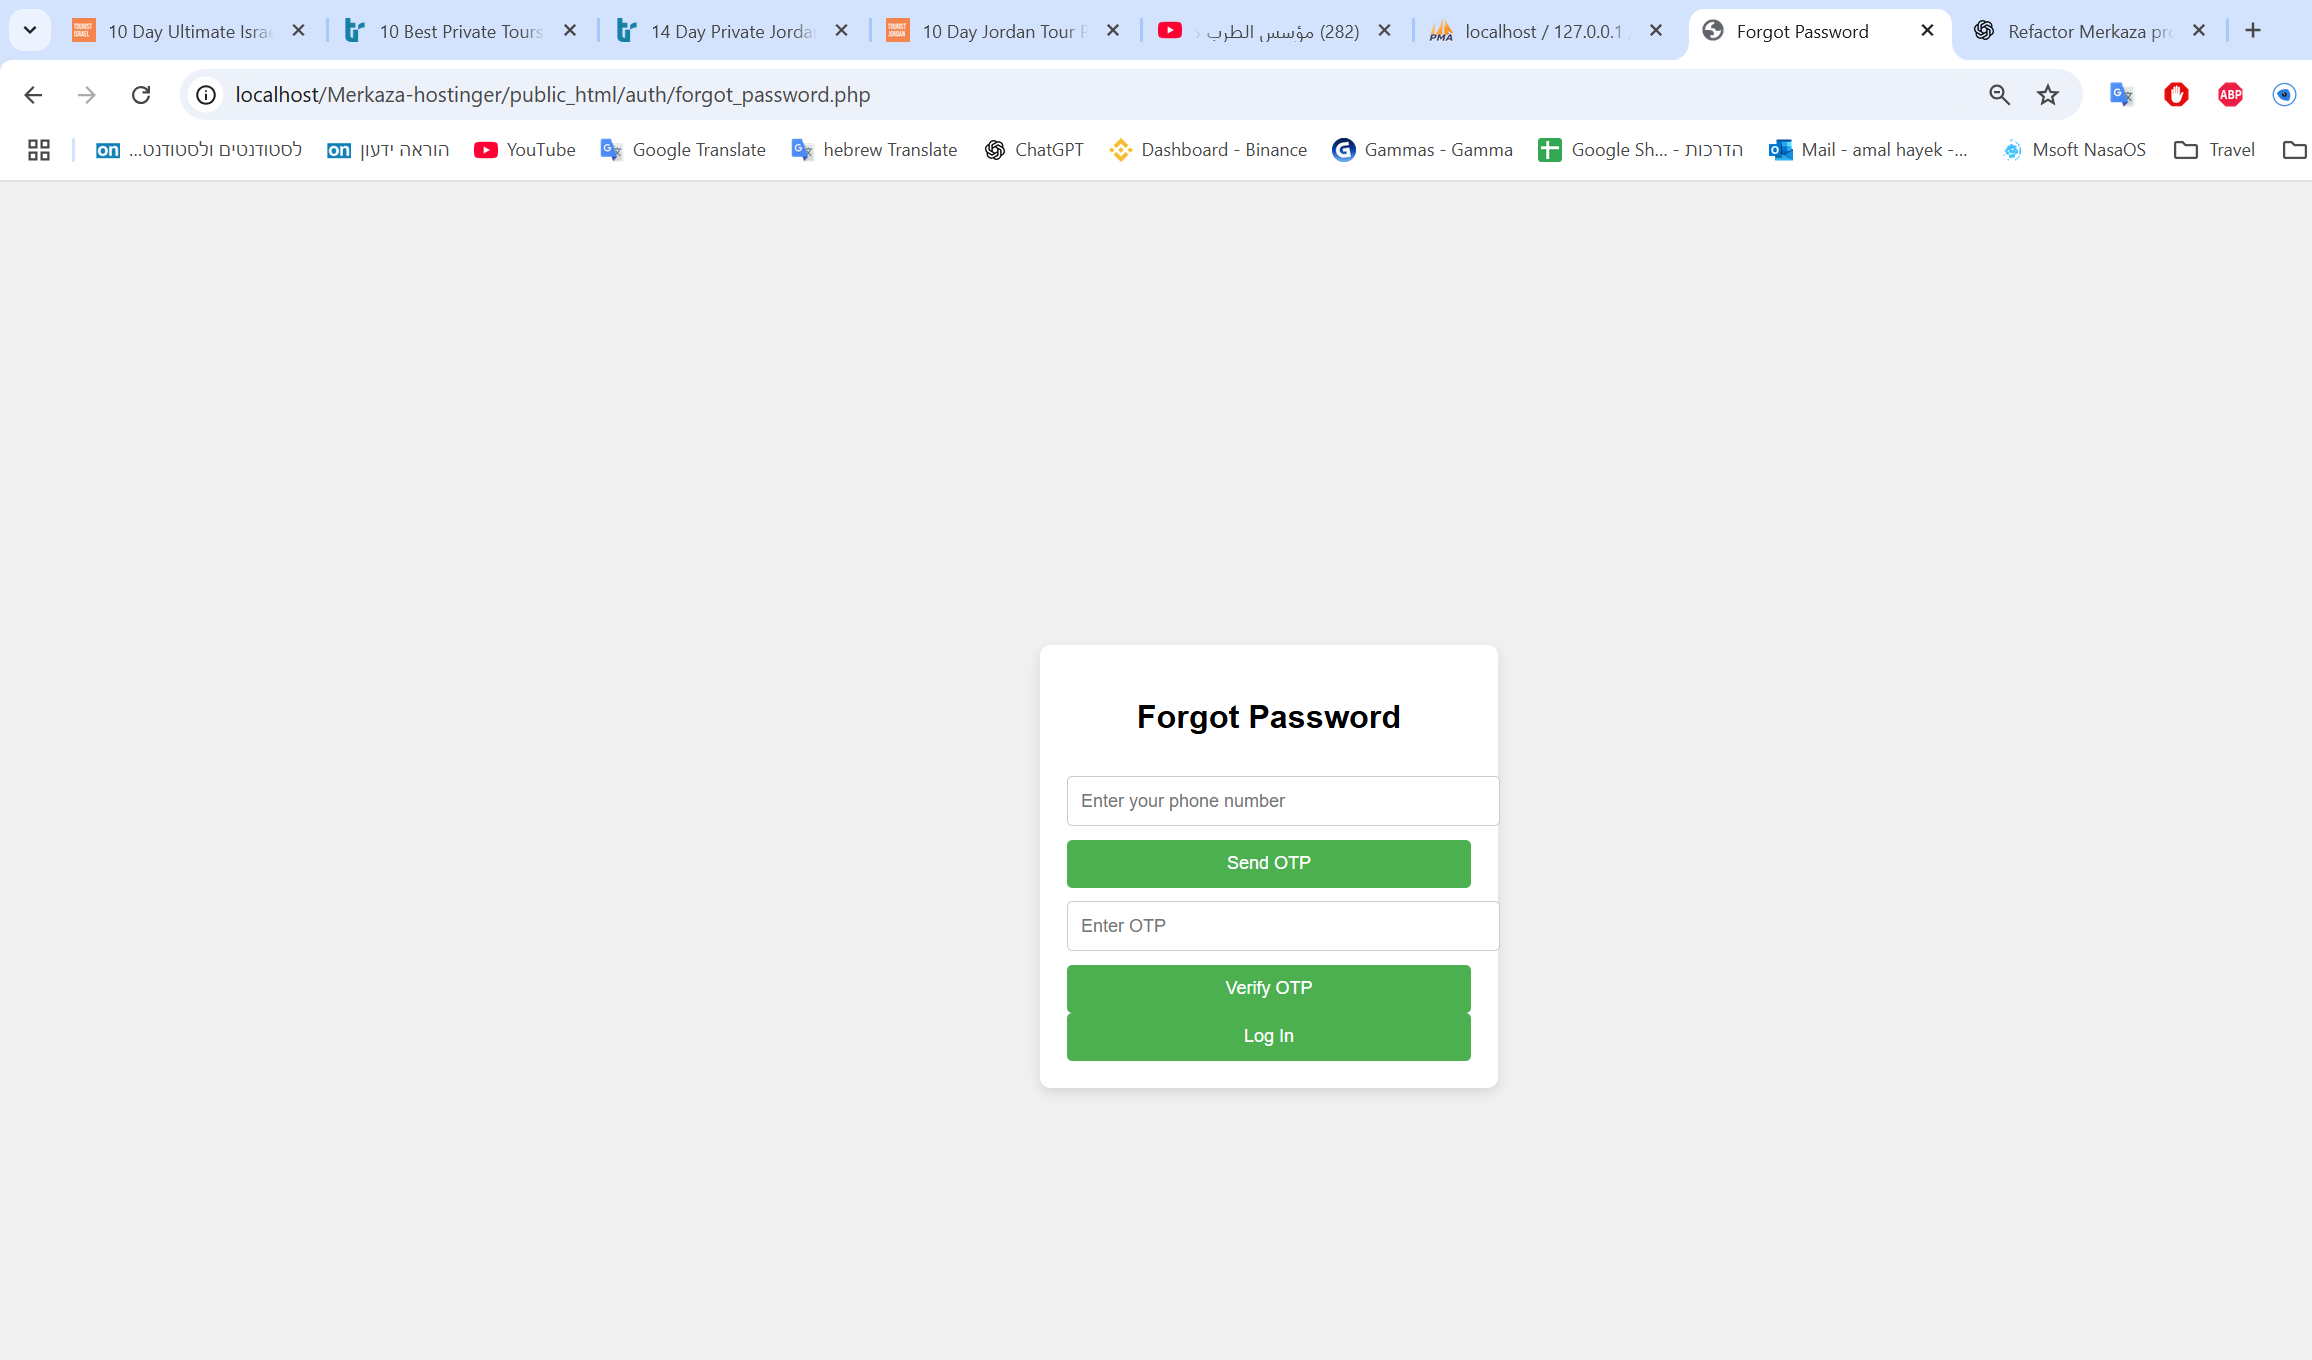 10 Day Ultimate Isra
10 Best Private Tours
14 Day Private Jorda
10 Day Jordan Tour P
(282) مؤسس الطرب
localhost / 127.0.0.1
Forgot Password
Refactor Merkaza pro
localhost/Merkaza-hostinger/public_html/auth/forgot_password.php
לסטודנטים ולסטודנט...
הוראה ידעון
YouTube
Google Translate
hebrew Translate
ChatGPT
Dashboard - Binance
Gammas - Gamma
הדרכות - Google Sh...
Mail - amal hayek -...
Msoft NasaOS
Travel
Forgot Password
Enter your phone number
Send OTP
Enter OTP
Verify OTP
Log In